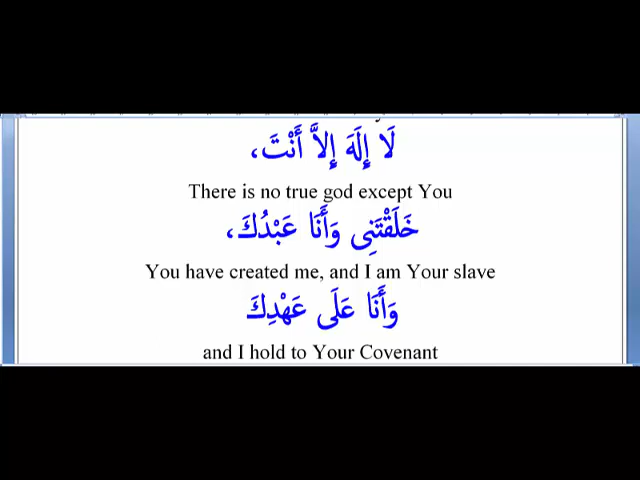 لَا إِلَهَ إِلاَّ أَنْتَ،
There is no true god except You
خَلَقْتَنِى وَأَنَا عَبْدُكَ،
You have created me, and I am Your slave
وَأَنَا عَلَى عَهْدِكَ
and I hold to Your Covenant